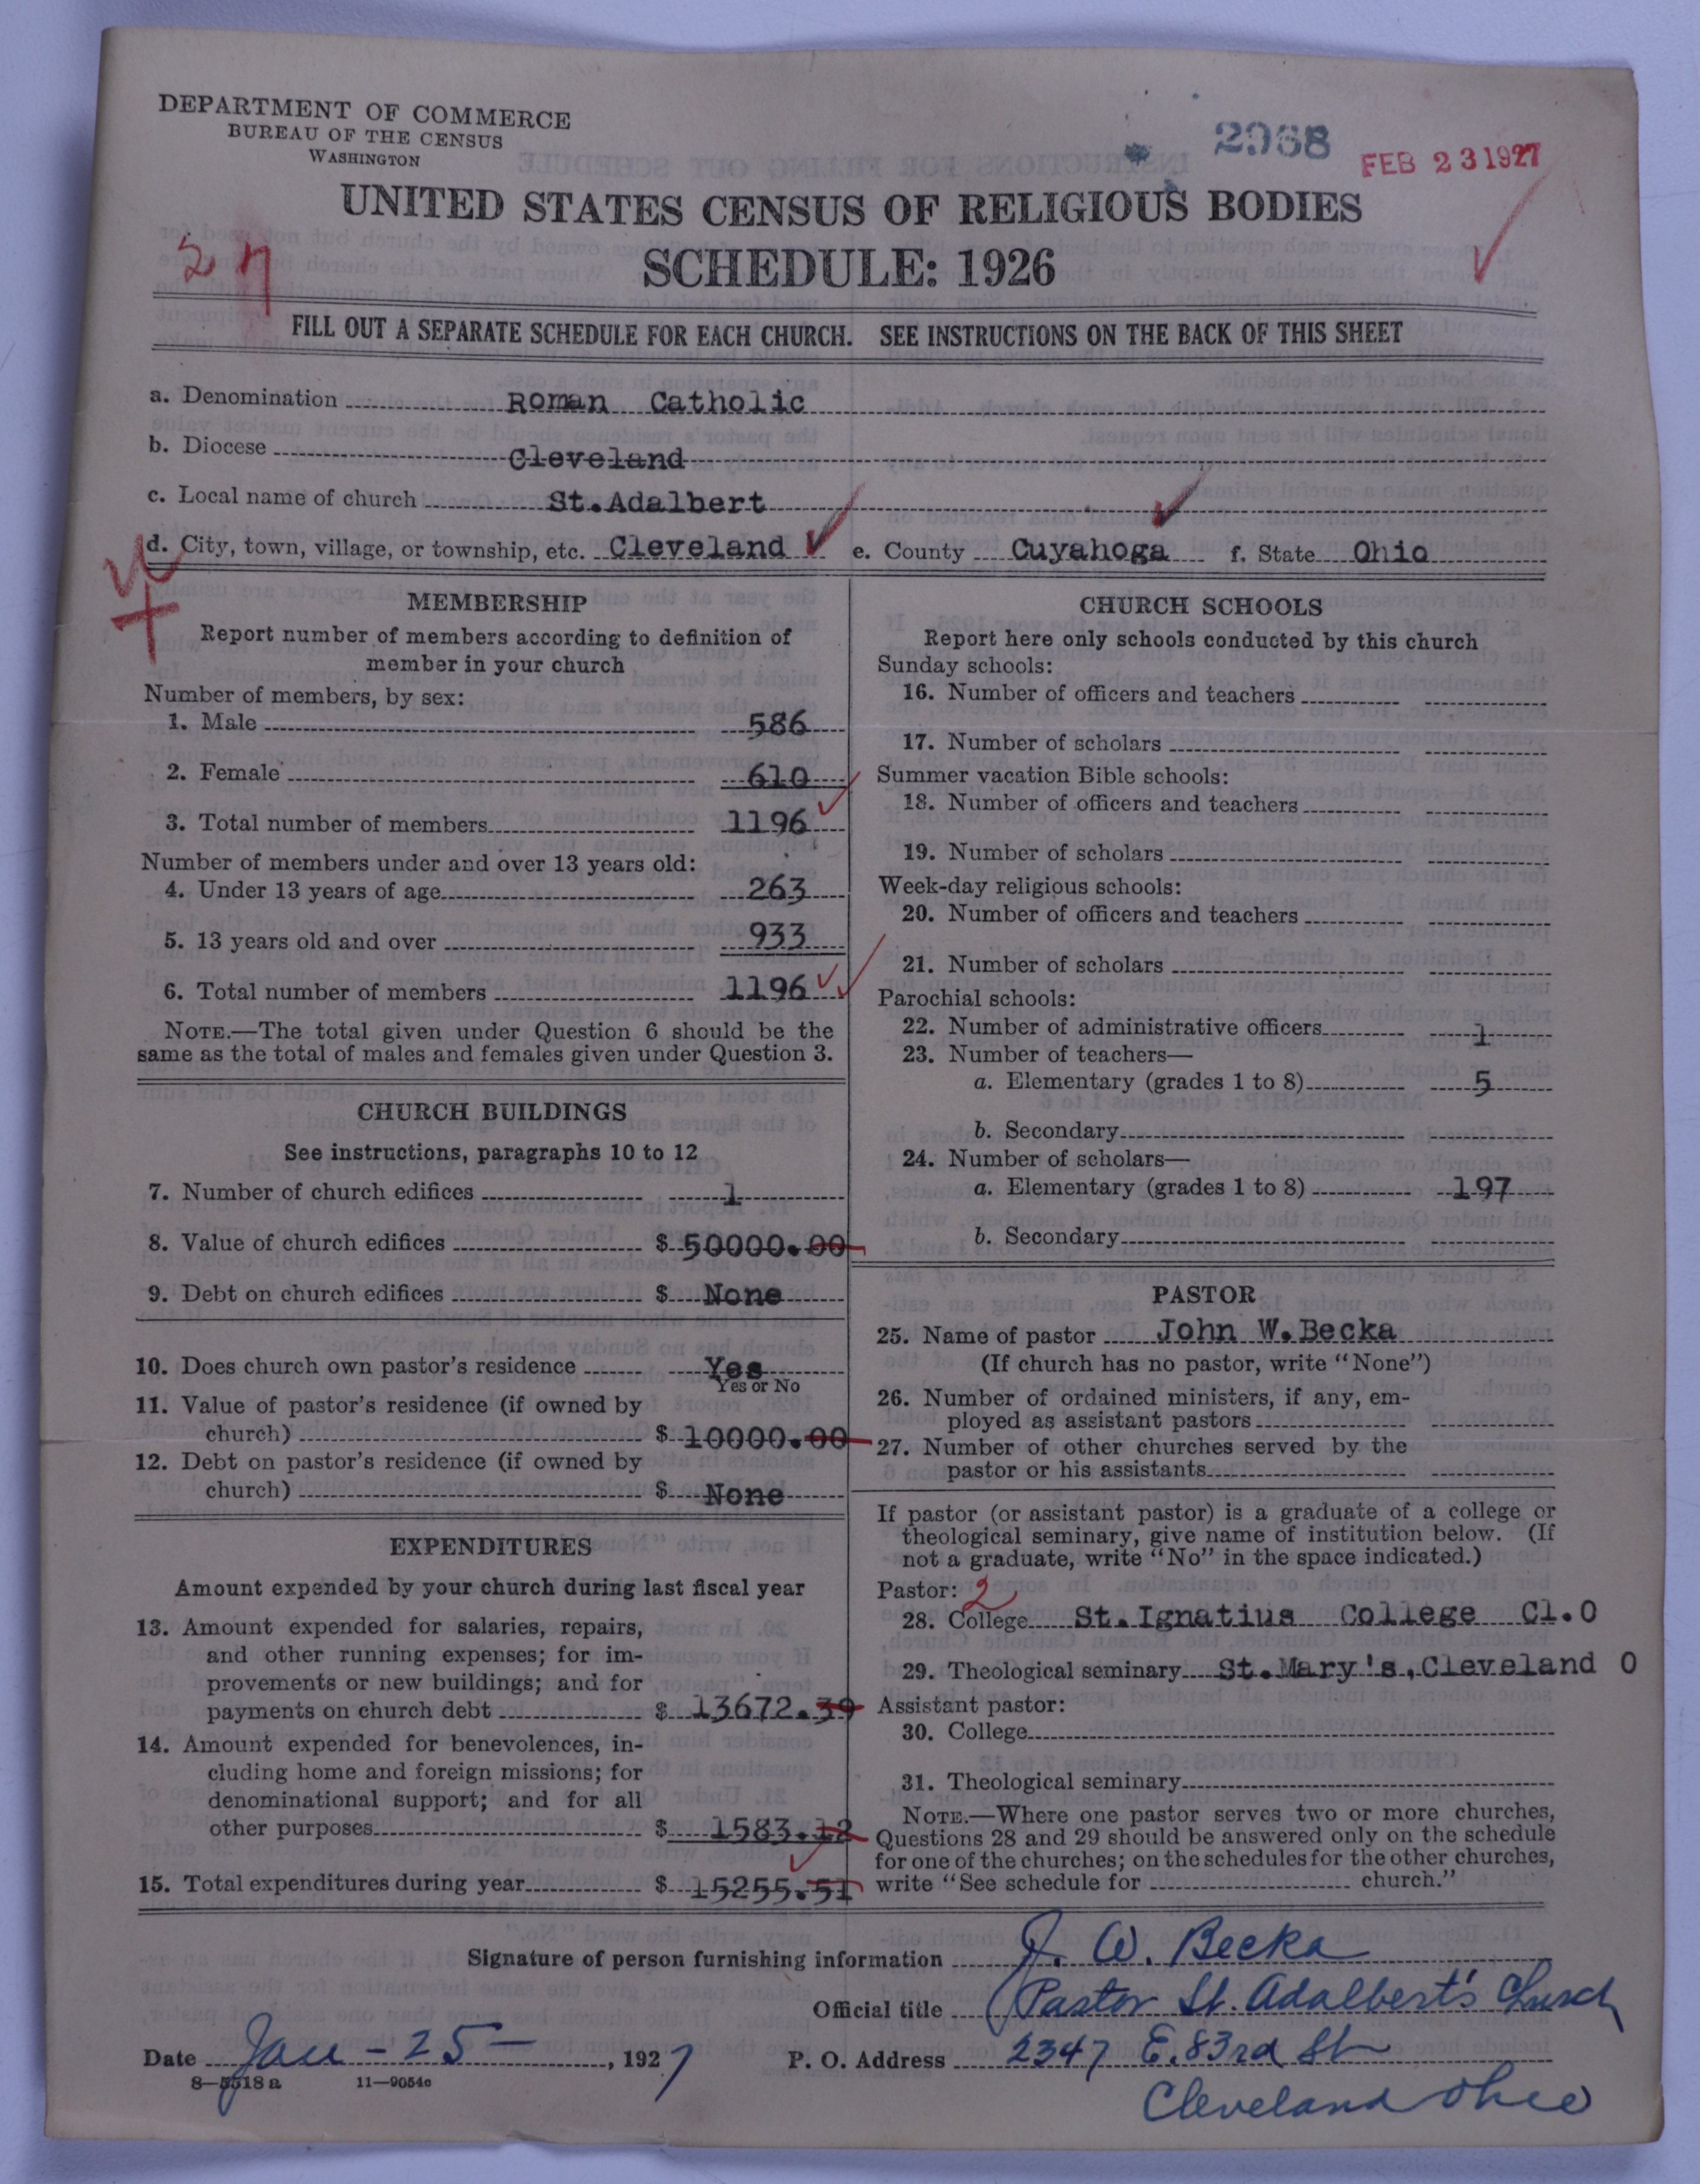 DEPARTMENT OF COMMERCE
BUREAU OF THE CENSUS
WASHINGTON
2968
FEB 23 1927
UNITED STATES CENSUS OF RELIGIOUS BODIES
SCHEDULE: 1926
FILL OUT A SEPARATE SCHEDULE FOR EACH CHURCH. SEE INSTRUCTIONS ON THE BACK OF THIS SHEET
a. Denomination Roman Catholic
b. Diocese Cleveland
c. Local name of church St.Adalbert
d. City, town, village, or township, etc. Cleveland e. County Cuyahoga f. State Ohio
MEMBERSHIP
Report number of members according to definition of
member in your church
Number of members, by sex:
1. Male 586
2. Female 610
3. Total number of members 1196
Number of members under and over 13 years old:
4. Under 13 years of age 263
5. 13 years old and over 933
6. Total number of members 1196
NOTE.—The total given under Question 6 should be the
same as the total of males and females given under Question 3.
CHURCH BUILDINGS
See instructions, paragraphs 10 to 12
7. Number of church edifices 1
8. Value of church edifices $ 50000.00
9. Debt on church edifices $ None
10. Does church own pastor's residence Yes
Yes or No
11. Value of pastor's residence (if owned by
church) $ 10000.00
12. Debt on pastor's residence (if owned by
church) $ None
EXPENDITURES
Amount expended by your church during last fiscal year
13. Amount expended for salaries, repairs,
and other running expenses; for im-
provements or new buildings; and for
payments on church debt $ 13672.39
14. Amount expended for benevolences, in-
cluding home and foreign missions; for
denominational support; and for all
other purposes $ 1583.12
15. Total expenditures during year $ 15255.51
CHURCH SCHOOLS
Report here only schools conducted by this church
Sunday schools:
16. Number of officers and teachers
17. Number of scholars
Summer vacation Bible schools:
18. Number of officers and teachers
19. Number of scholars
Week-day religious schools:
20. Number of officers and teachers
21. Number of scholars
Parochial schools:
22. Number of administrative officers 1
23. Number of teachers—
a. Elementary (grades 1 to 8) 5
b. Secondary
24. Number of scholars—
a. Elementary (grades 1 to 8) 197
b. Secondary
PASTOR
25. Name of pastor John W.Becka
(If church has no pastor, write "None")
26. Number of ordained ministers, if any, em-
ployed as assistant pastors
27. Number of other churches served by the
pastor or his assistants
If pastor (or assistant pastor) is a graduate of a college or
theological seminary, give name of institution below. (If
not a graduate, write "No" in the space indicated.)
Pastor: 2
28. College St.Ignatius College Cl.O
29. Theological seminary St.Mary's,Cleveland O
Assistant pastor:
30. College
31. Theological seminary
NOTE.—Where one pastor serves two or more churches,
Questions 28 and 29 should be answered only on the schedule
for one of the churches; on the schedules for the other churches,
write "See schedule for church."
Signature of person furnishing information J. W. Becka
Official title Pastor St. Adalbert's Church
Date Jan - 25 - , 1927 P. O. Address 2347 E. 83rd St
8—5518 a 11—9054c
Cleveland Ohio